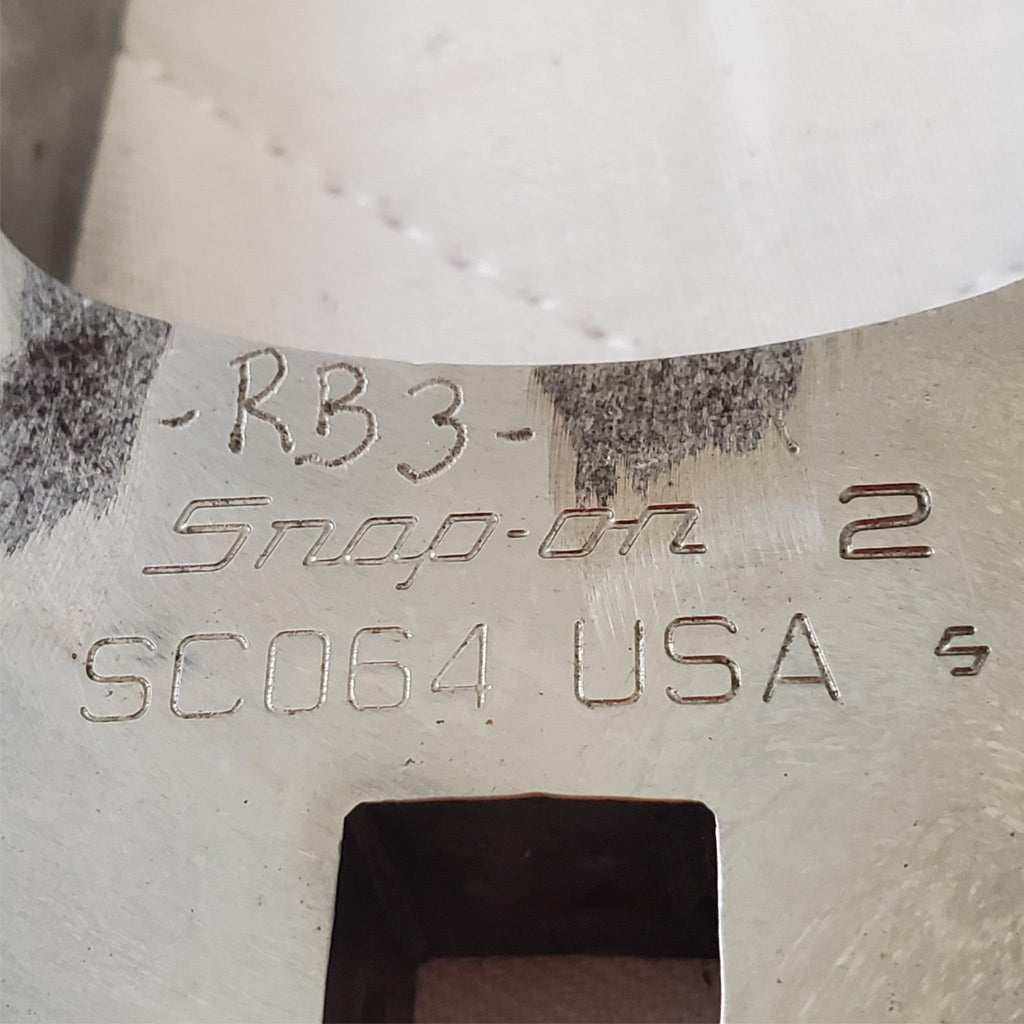 -RB3-
Snap-on 2
SC064 USA